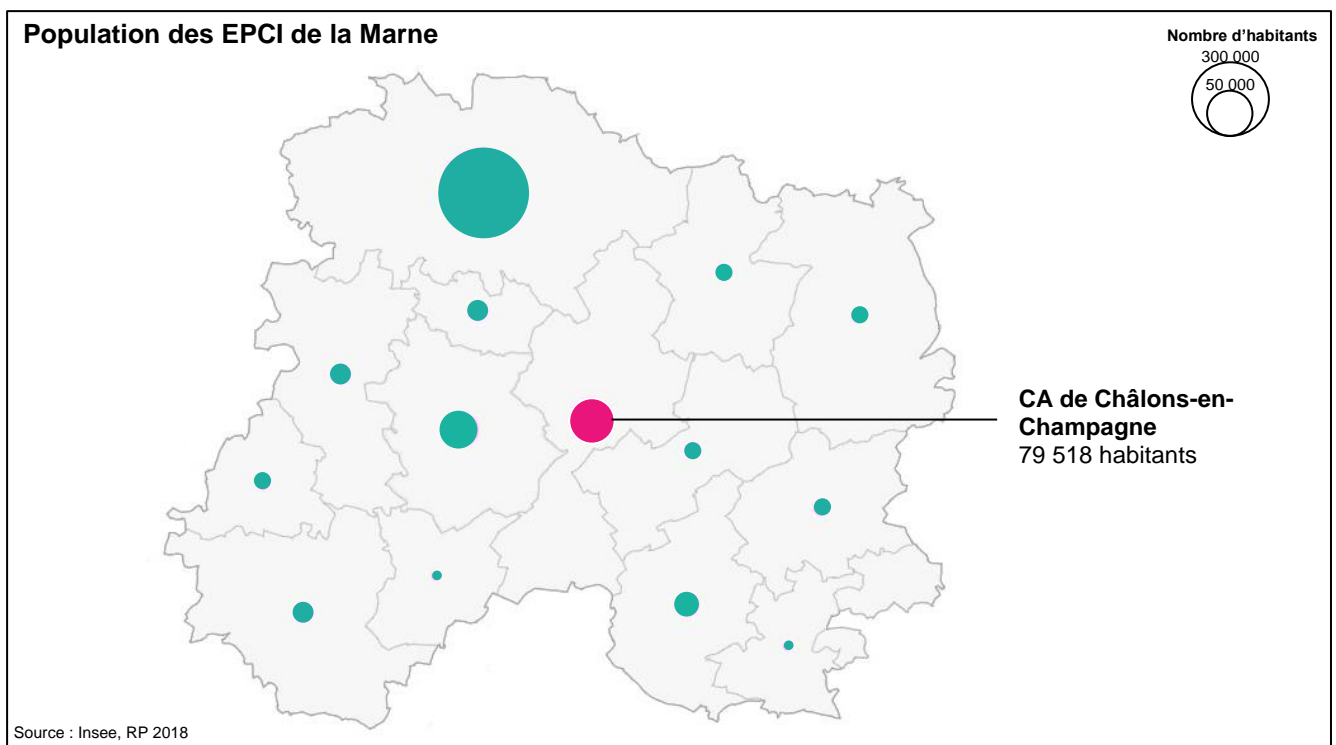 Population des EPCI de la Marne
Nombre d’habitants
300 000
50 000
CA de Châlons-en-
Champagne
79 518 habitants
Source : Insee, RP 2018